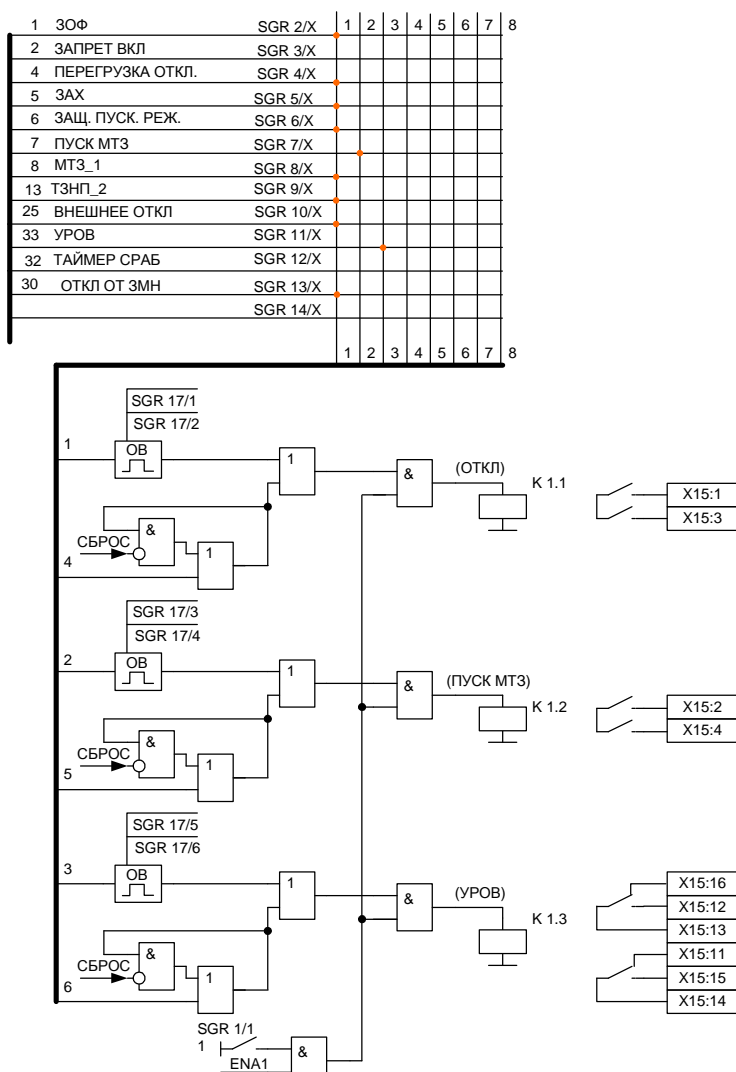 1 ЗОФ SGR 2/X 1 2 3 4 5 6 7 8
2 ЗАПРЕТ ВКЛ SGR 3/X
4 ПЕРЕГРУЗКА ОТКЛ. SGR 4/X
5 ЗАХ SGR 5/X
6 ЗАЩ. ПУСК. РЕЖ. SGR 6/X
7 ПУСК МТЗ SGR 7/X
8 МТЗ_1 SGR 8/X
13 ТЗНП_2 SGR 9/X
25 ВНЕШНЕЕ ОТКЛ SGR 10/X
33 УРОВ SGR 11/X
32 ТАЙМЕР СРАБ SGR 12/X
30 ОТКЛ ОТ ЗМН SGR 13/X
SGR 14/X
1 2 3 4 5 6 7 8
SGR 17/1
SGR 17/2
1 ОВ 1 & (ОТКЛ) К 1.1 X15:1
X15:3
СБРОС & 1
4
SGR 17/3
SGR 17/4
2 ОВ 1 & (ПУСК МТЗ) К 1.2 X15:2
X15:4
СБРОС & 1
5
SGR 17/5
SGR 17/6
3 ОВ 1 & (УРОВ) К 1.3 X15:16
X15:12
X15:13
X15:11
X15:15
X15:14
СБРОС & 1
6
SGR 1/1
1 &
ENA1